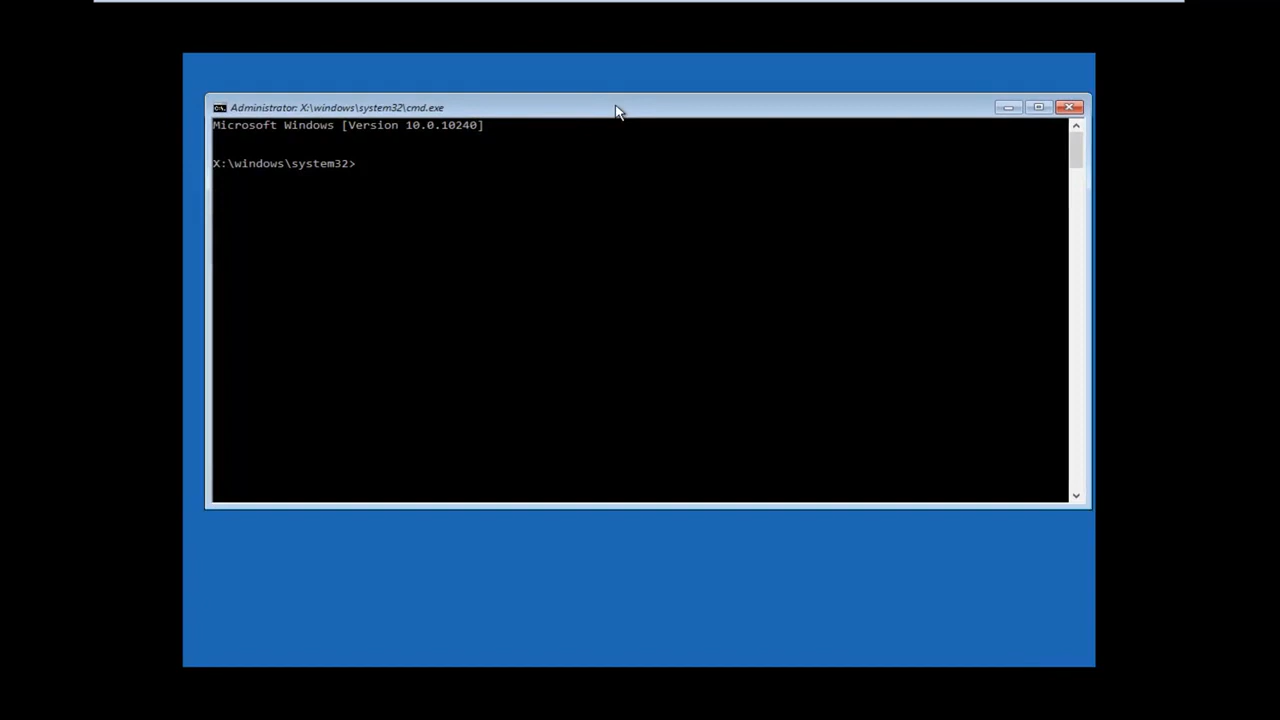 Administrator: X:\windows\system32\cmd.exe
Microsoft Windows [Version 10.0.10240]
X:\windows\system32>